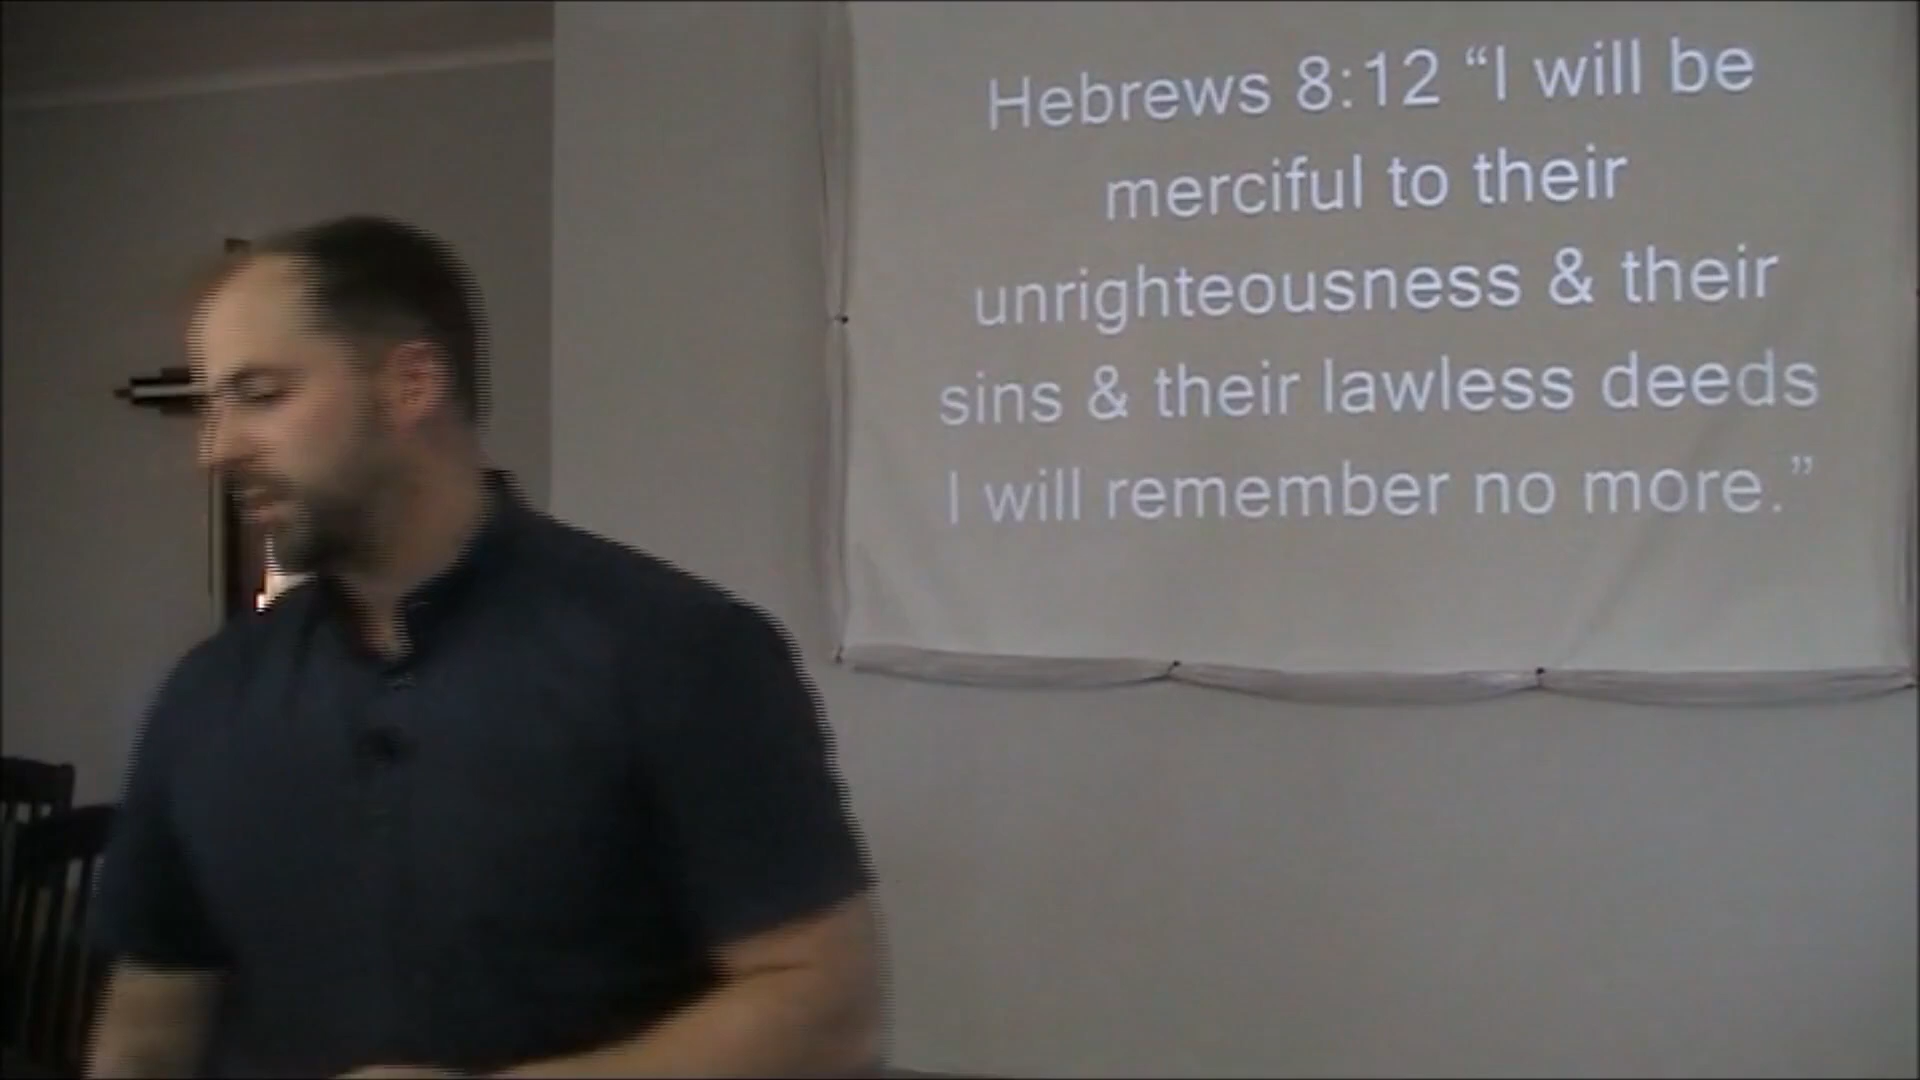 Hebrews 8:12 “I will be
merciful to their
unrighteousness & their
sins & their lawless deeds
I will remember no more.”